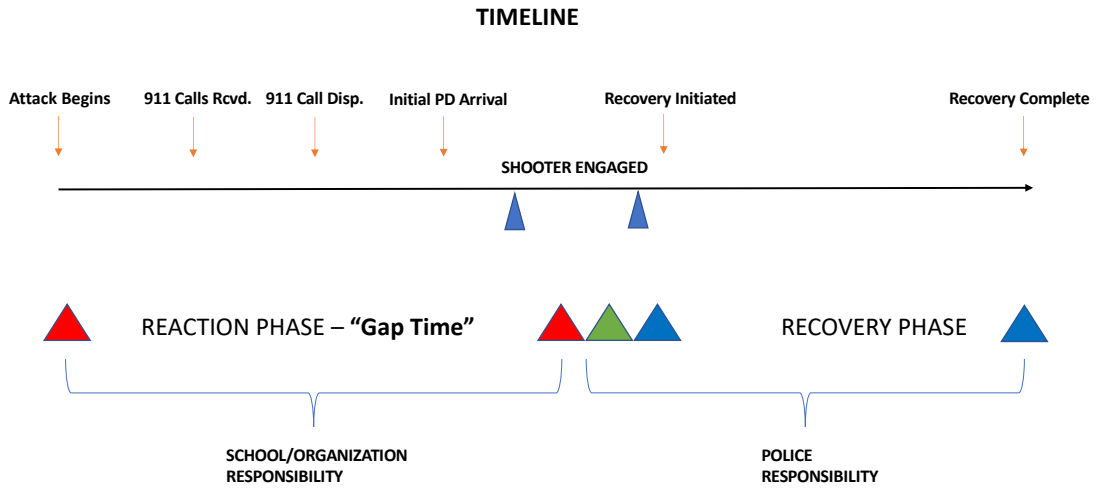 TIMELINE
Attack Begins
911 Calls Rcvd.
911 Call Disp.
Initial PD Arrival
Recovery Initiated
Recovery Complete
SHOOTER ENGAGED
REACTION PHASE – “Gap Time”
RECOVERY PHASE
SCHOOL/ORGANIZATION
RESPONSIBILITY
POLICE
RESPONSIBILITY